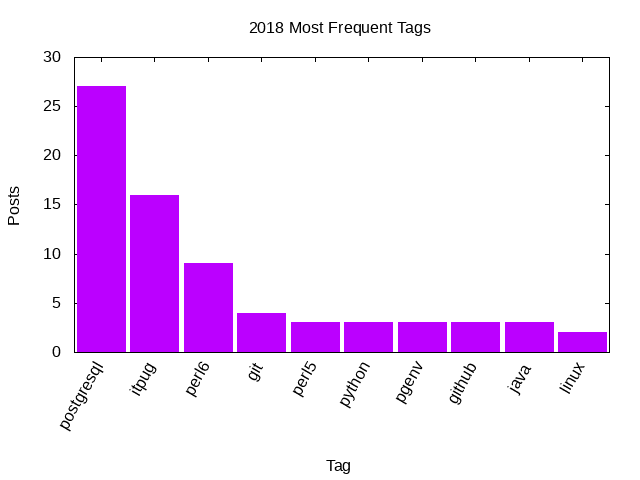 2018 Most Frequent Tags
30
25
20
15
10
5
0
Posts
postgresql
itpug
perl6
git
perl5
python
pgenv
github
java
linux
Tag